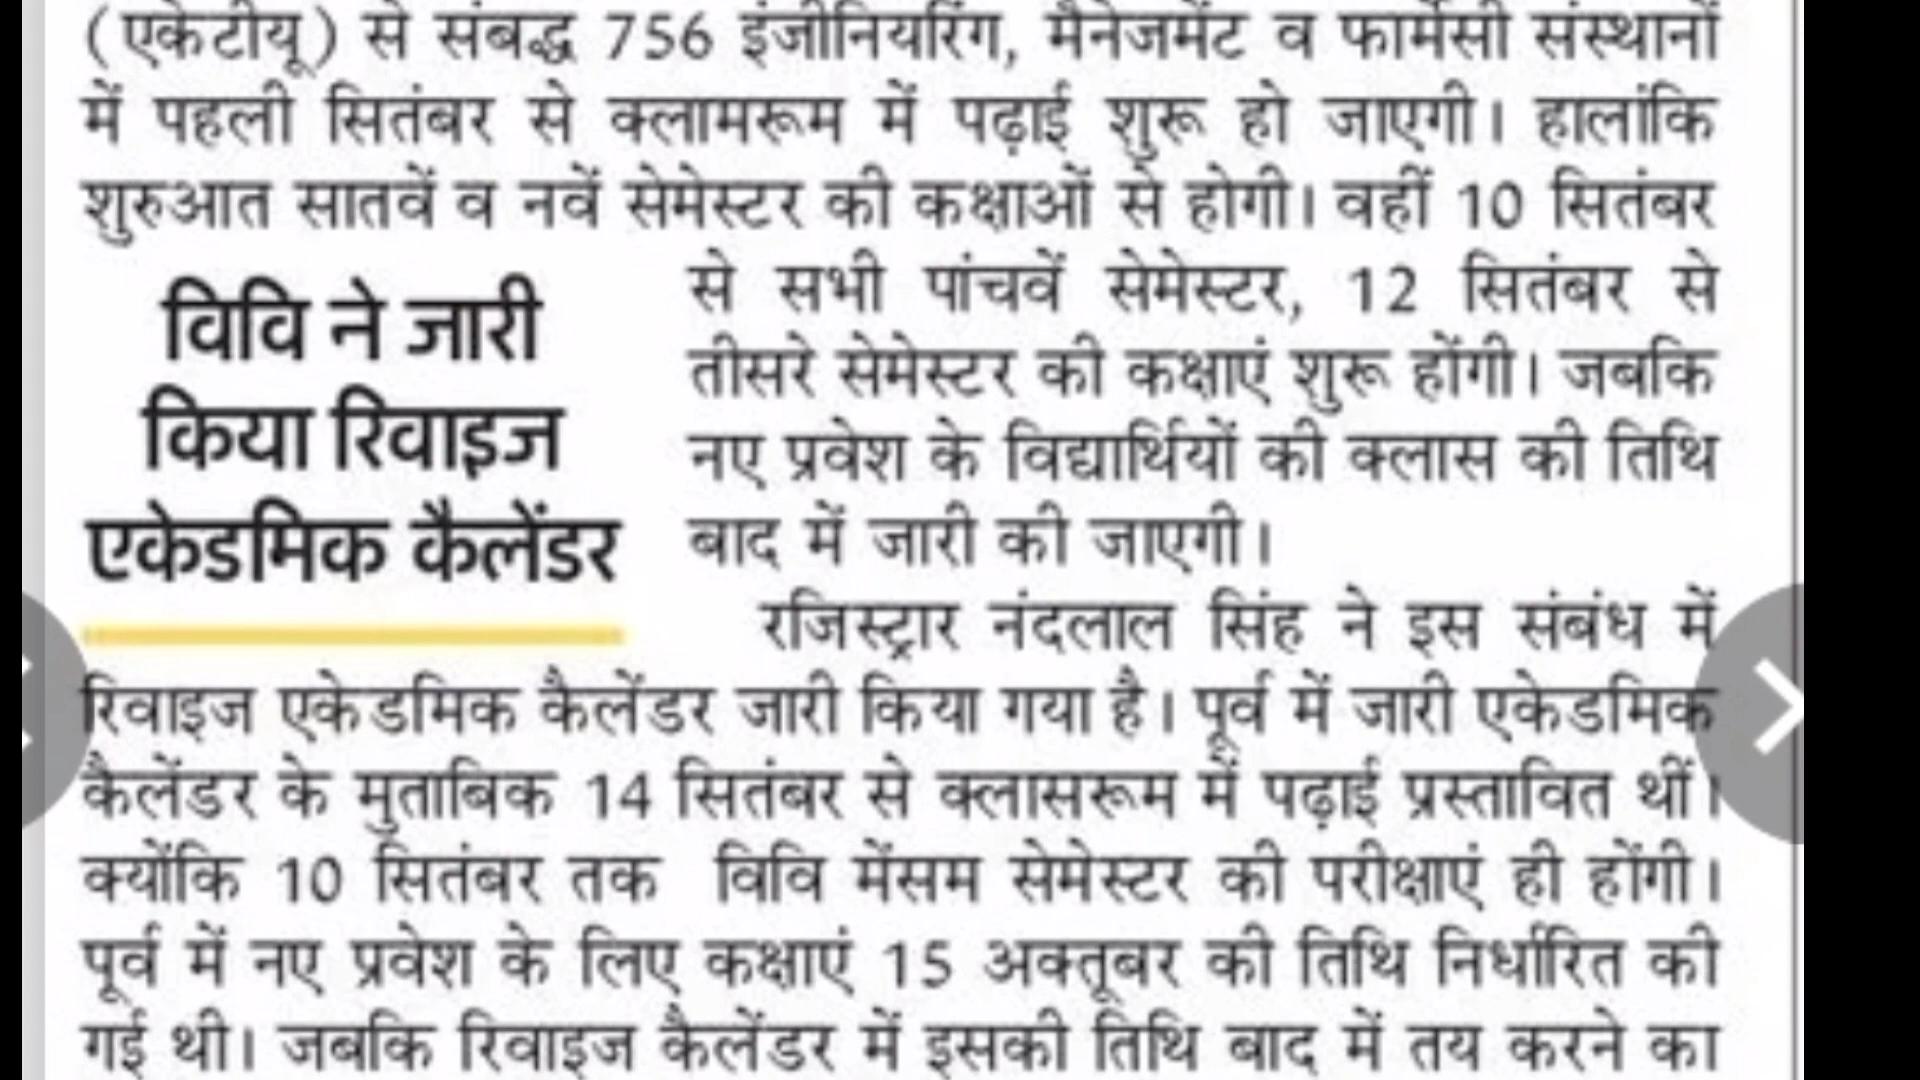 (एकेटीयू) से संबद्ध 756 इंजीनियरिंग, मैनेजमेंट व फार्मेसी संस्थानों
में पहली सितंबर से क्लामरूम में पढ़ाई शुरू हो जाएगी। हालांकि
शुरुआत सातवें व नवें सेमेस्टर की कक्षाओं से होगी। वहीं 10 सितंबर
से सभी पांचवें सेमेस्टर, 12 सितंबर से
तीसरे सेमेस्टर की कक्षाएं शुरू होंगी। जबकि
नए प्रवेश के विद्यार्थियों की क्लास की तिथि
बाद में जारी की जाएगी।
विवि ने जारी
किया रिवाइज
एकेडमिक कैलेंडर
रजिस्ट्रार नंदलाल सिंह ने इस संबंध में
रिवाइज एकेडमिक कैलेंडर जारी किया गया है। पूर्व में जारी एकेडमिक
कैलेंडर के मुताबिक 14 सितंबर से क्लासरूम में पढ़ाई प्रस्तावित थीं।
क्योंकि 10 सितंबर तक विवि मेंसम सेमेस्टर की परीक्षाएं ही होंगी।
पूर्व में नए प्रवेश के लिए कक्षाएं 15 अक्तूबर की तिथि निर्धारित की
गई थी। जबकि रिवाइज कैलेंडर में इसकी तिथि बाद में तय करने का